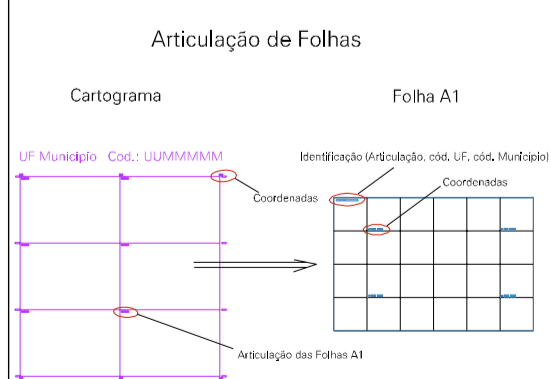 Articulação de Folhas
Cartograma
Folha A1
UF Municipio Cod.: UUMMMMM
Identificação (Articulação, cód. UF, cód. Município)
Coordenadas
Coordenadas
Articulação das Folhas A1